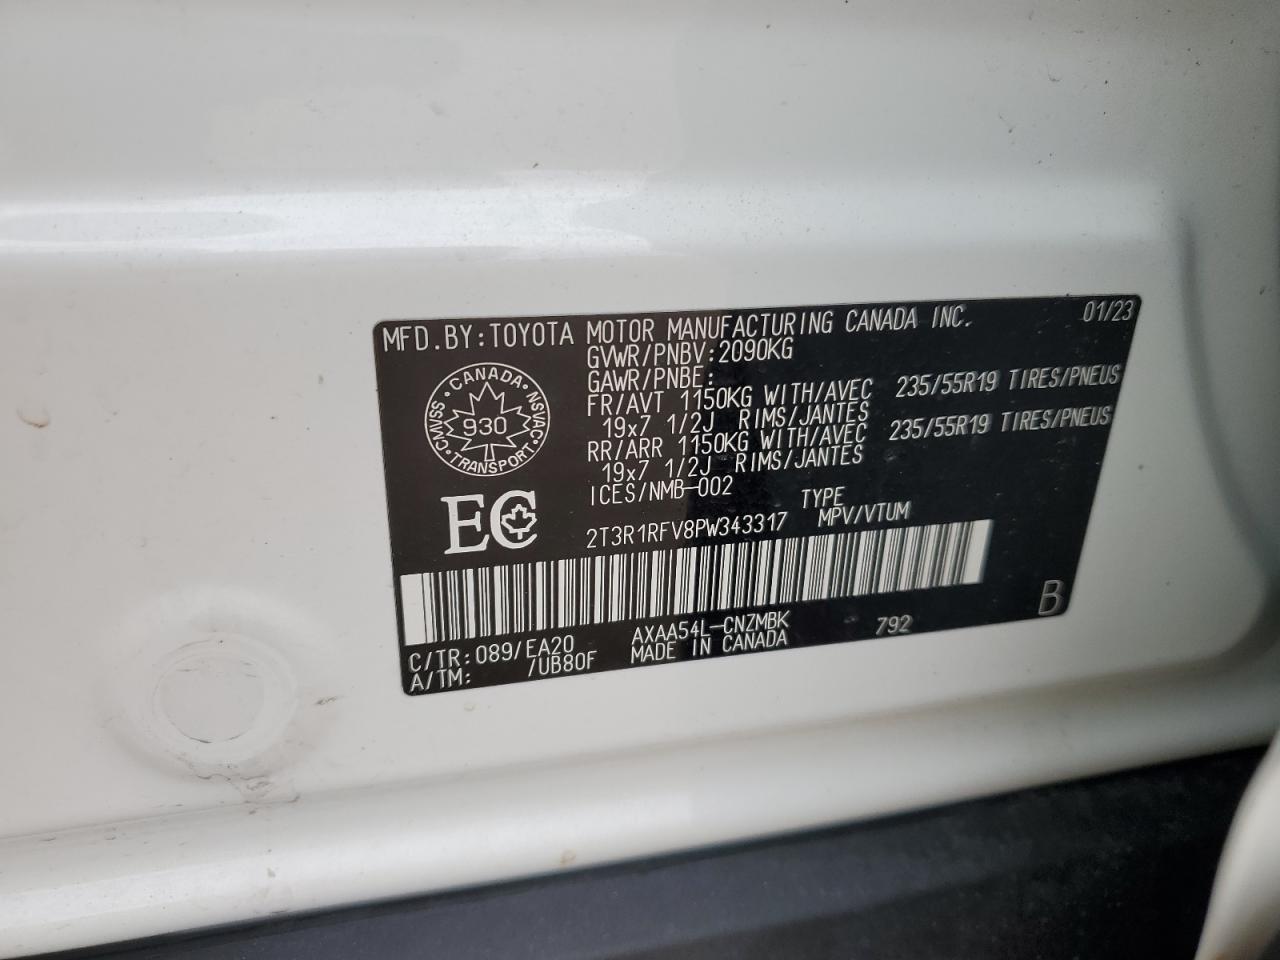 MFD.BY:TOYOTA MOTOR MANUFACTURING CANADA INC. 01/23
GVWR/PNBV:2090KG
GAWR/PNBE:
FR/AVT 1150KG WITH/AVEC 235/55R19 TIRES/PNEUS
19x7 1/2J RIMS/JANTES
RR/ARR 1150KG WITH/AVEC 235/55R19 TIRES/PNEUS
19x7 1/2J RIMS/JANTES
ICES/NMB-002
CANADA
CMVSS 930 NSVAC
TRANSPORT
EC
TYPE
2T3R1RFV8PW343317 MPV/VTUM
C/TR:089/EA20 AXAA54L-CNZMBK 792 B
A/TM: /UB80F MADE IN CANADA